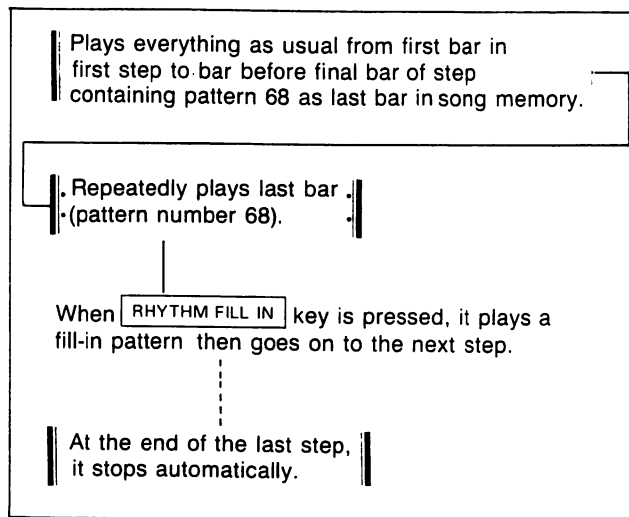 Plays everything as usual from first bar in
first step to bar before final bar of step
containing pattern 68 as last bar in song memory.
Repeatedly plays last bar
(pattern number 68).
When RHYTHM FILL IN key is pressed, it plays a
fill-in pattern then goes on to the next step.
At the end of the last step,
it stops automatically.